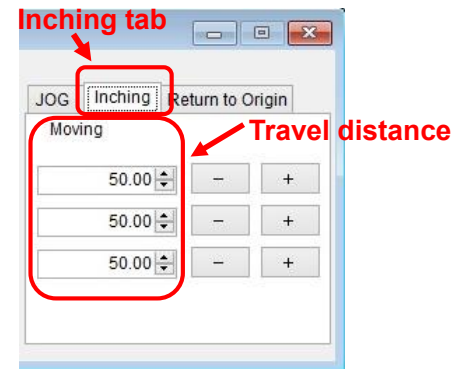 Inching tab
JOG Inching Return to Origin
Moving
Travel distance
50.00 − +
50.00 − +
50.00 − +